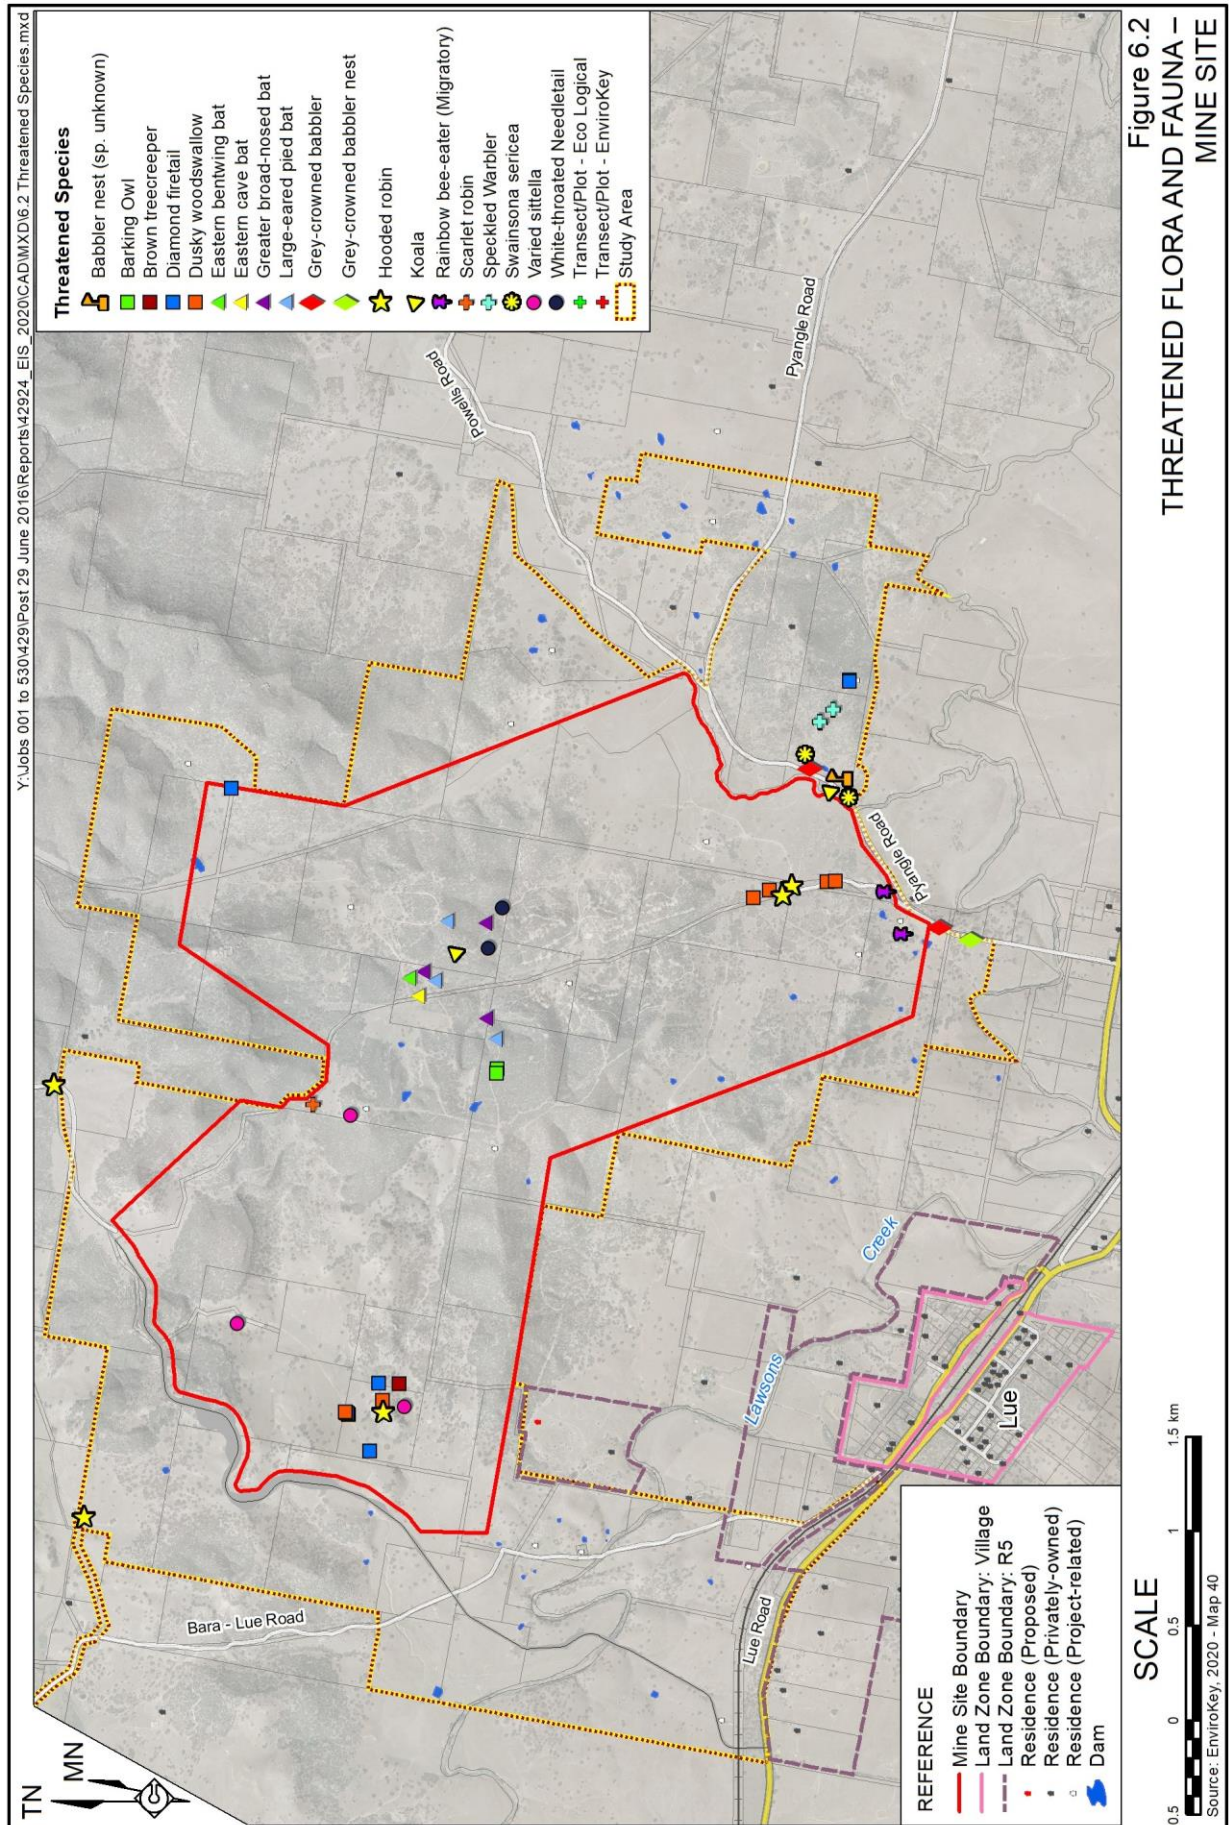 Y:\Jobs 001 to 530\429\Post 29 June 2016\Reports\42924_EIS_2020\CAD\MXD\6.2 Threatened Species.mxd
TN
MN
Threatened Species
Babbler nest (sp. unknown)
Barking Owl
Brown treecreeper
Diamond firetail
Dusky woodswallow
Eastern bentwing bat
Eastern cave bat
Greater broad-nosed bat
Large-eared pied bat
Grey-crowned babbler
Grey-crowned babbler nest
Hooded robin
Koala
Rainbow bee-eater (Migratory)
Scarlet robin
Speckled Warbler
Swainsona sericea
Varied sittella
White-throated Needletail
Transect/Plot - Eco Logical
Transect/Plot - EnviroKey
Study Area
Bara - Lue Road
Powells Road
Pyangle Road
Pyangle Road
Lue Road
Lawsons
Creek
Lue
REFERENCE
Mine Site Boundary
Land Zone Boundary: Village
Land Zone Boundary: R5
Residence (Proposed)
Residence (Privately-owned)
Residence (Project-related)
Dam
SCALE
0.5 0 0.5 1 1.5 km
Source: EnviroKey, 2020 - Map 40
Figure 6.2
THREATENED FLORA AND FAUNA –
MINE SITE